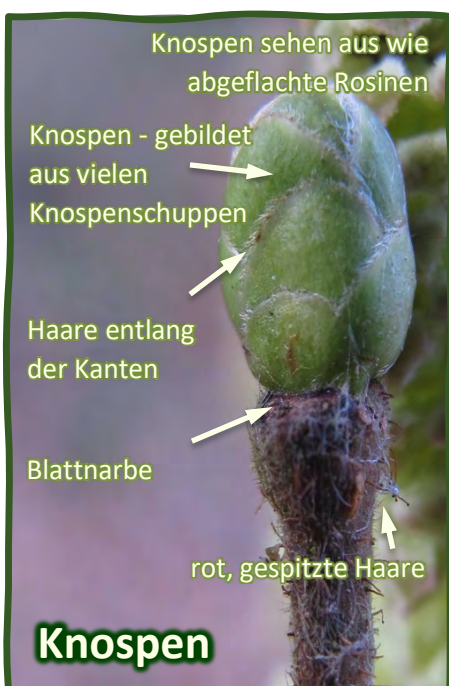 Knospen sehen aus wie
abgeflachte Rosinen
Knospen - gebildet
aus vielen
Knospenschuppen
Haare entlang
der Kanten
Blattnarbe
rot, gespitzte Haare
Knospen